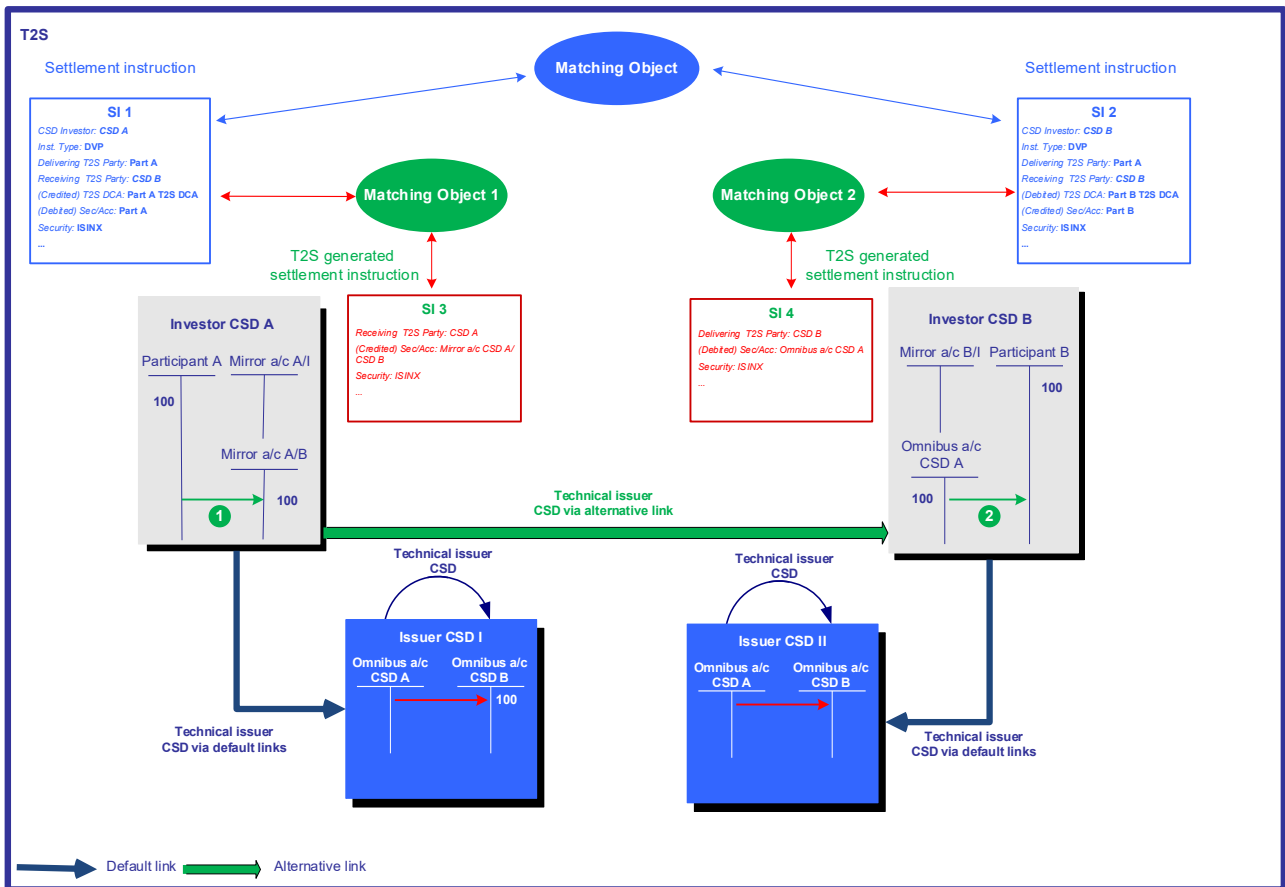 T2S
Matching Object
Settlement instruction
Settlement instruction
SI 1
CSD Investor: CSD A
Inst. Type: DVP
Delivering T2S Party: Part A
Receiving T2S Party: CSD B
(Credited) T2S DCA: Part A T2S DCA
(Debited) Sec/Acc: Part A
Security: ISINX
...
SI 2
CSD Investor: CSD B
Inst. Type: DVP
Delivering T2S Party: Part A
Receiving T2S Party: CSD B
(Debited) T2S DCA: Part B T2S DCA
(Credited) Sec/Acc: Part B
Security: ISINX
...
Matching Object 1
Matching Object 2
T2S generated
settlement instruction
T2S generated
settlement instruction
SI 3
Receiving T2S Party: CSD A
(Credited) Sec/Acc: Mirror a/c CSD A/
CSD B
Security: ISINX
...
SI 4
Delivering T2S Party: CSD B
(Debited) Sec/Acc: Omnibus a/c CSD A
Security: ISINX
...
Investor CSD A
Participant A
Mirror a/c A/I
100
Mirror a/c A/B
100
1
Investor CSD B
Mirror a/c B/I
Participant B
100
Omnibus a/c
CSD A
100
2
Technical issuer
CSD via alternative link
Technical issuer
CSD
Technical issuer
CSD
Issuer CSD I
Omnibus a/c
CSD A
Omnibus a/c
CSD B
100
Issuer CSD II
Omnibus a/c
CSD A
Omnibus a/c
CSD B
Technical issuer
CSD via default links
Technical issuer
CSD via default links
Default link
Alternative link